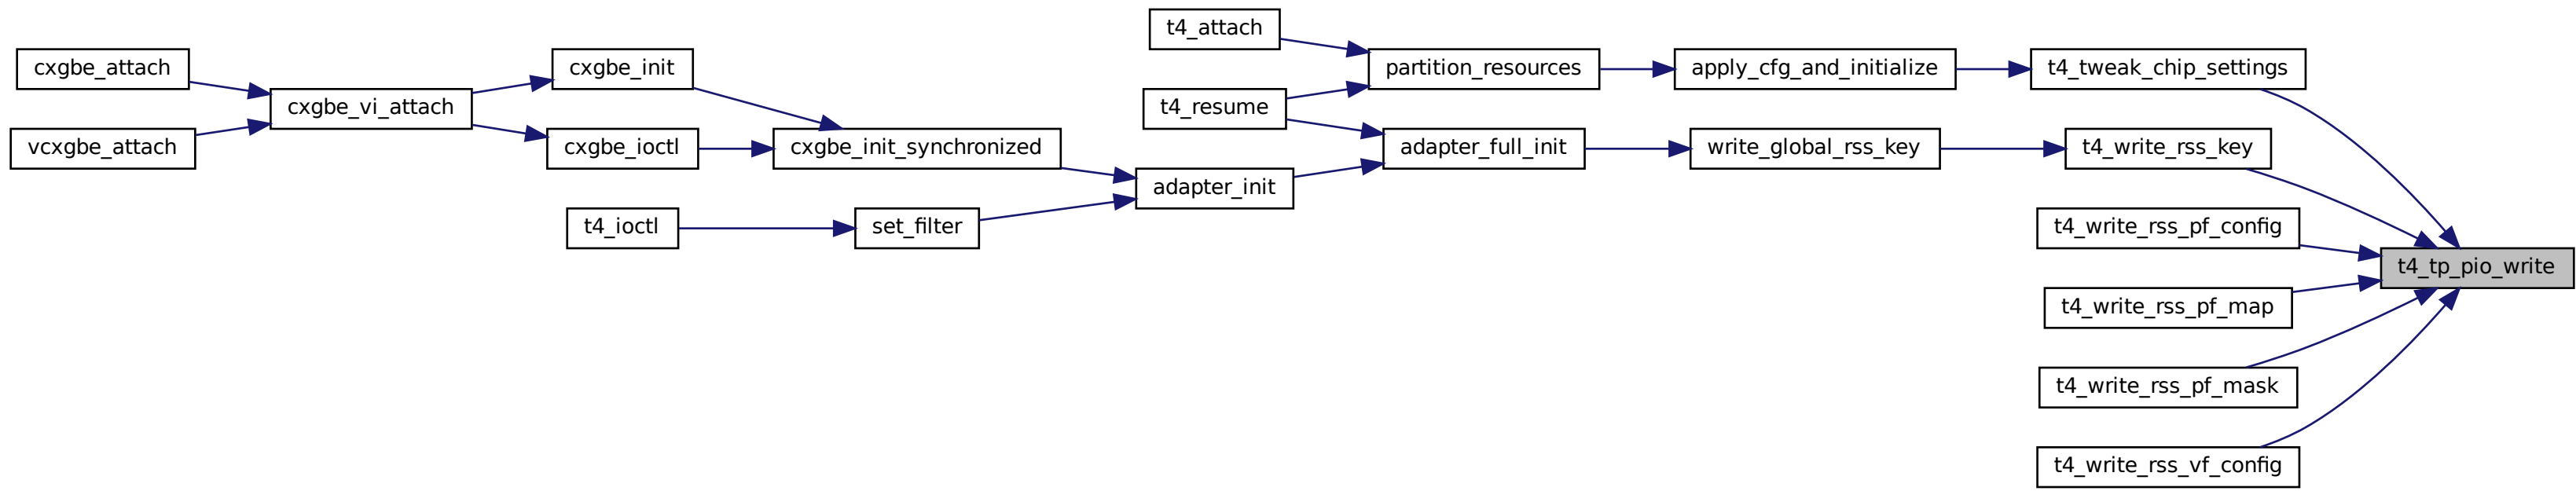 t4_attach
cxgbe_attach
cxgbe_init
partition_resources
apply_cfg_and_initialize
t4_tweak_chip_settings
cxgbe_vi_attach
t4_resume
vcxgbe_attach
cxgbe_ioctl
cxgbe_init_synchronized
adapter_full_init
write_global_rss_key
t4_write_rss_key
adapter_init
t4_ioctl
set_filter
t4_write_rss_pf_config
t4_tp_pio_write
t4_write_rss_pf_map
t4_write_rss_pf_mask
t4_write_rss_vf_config